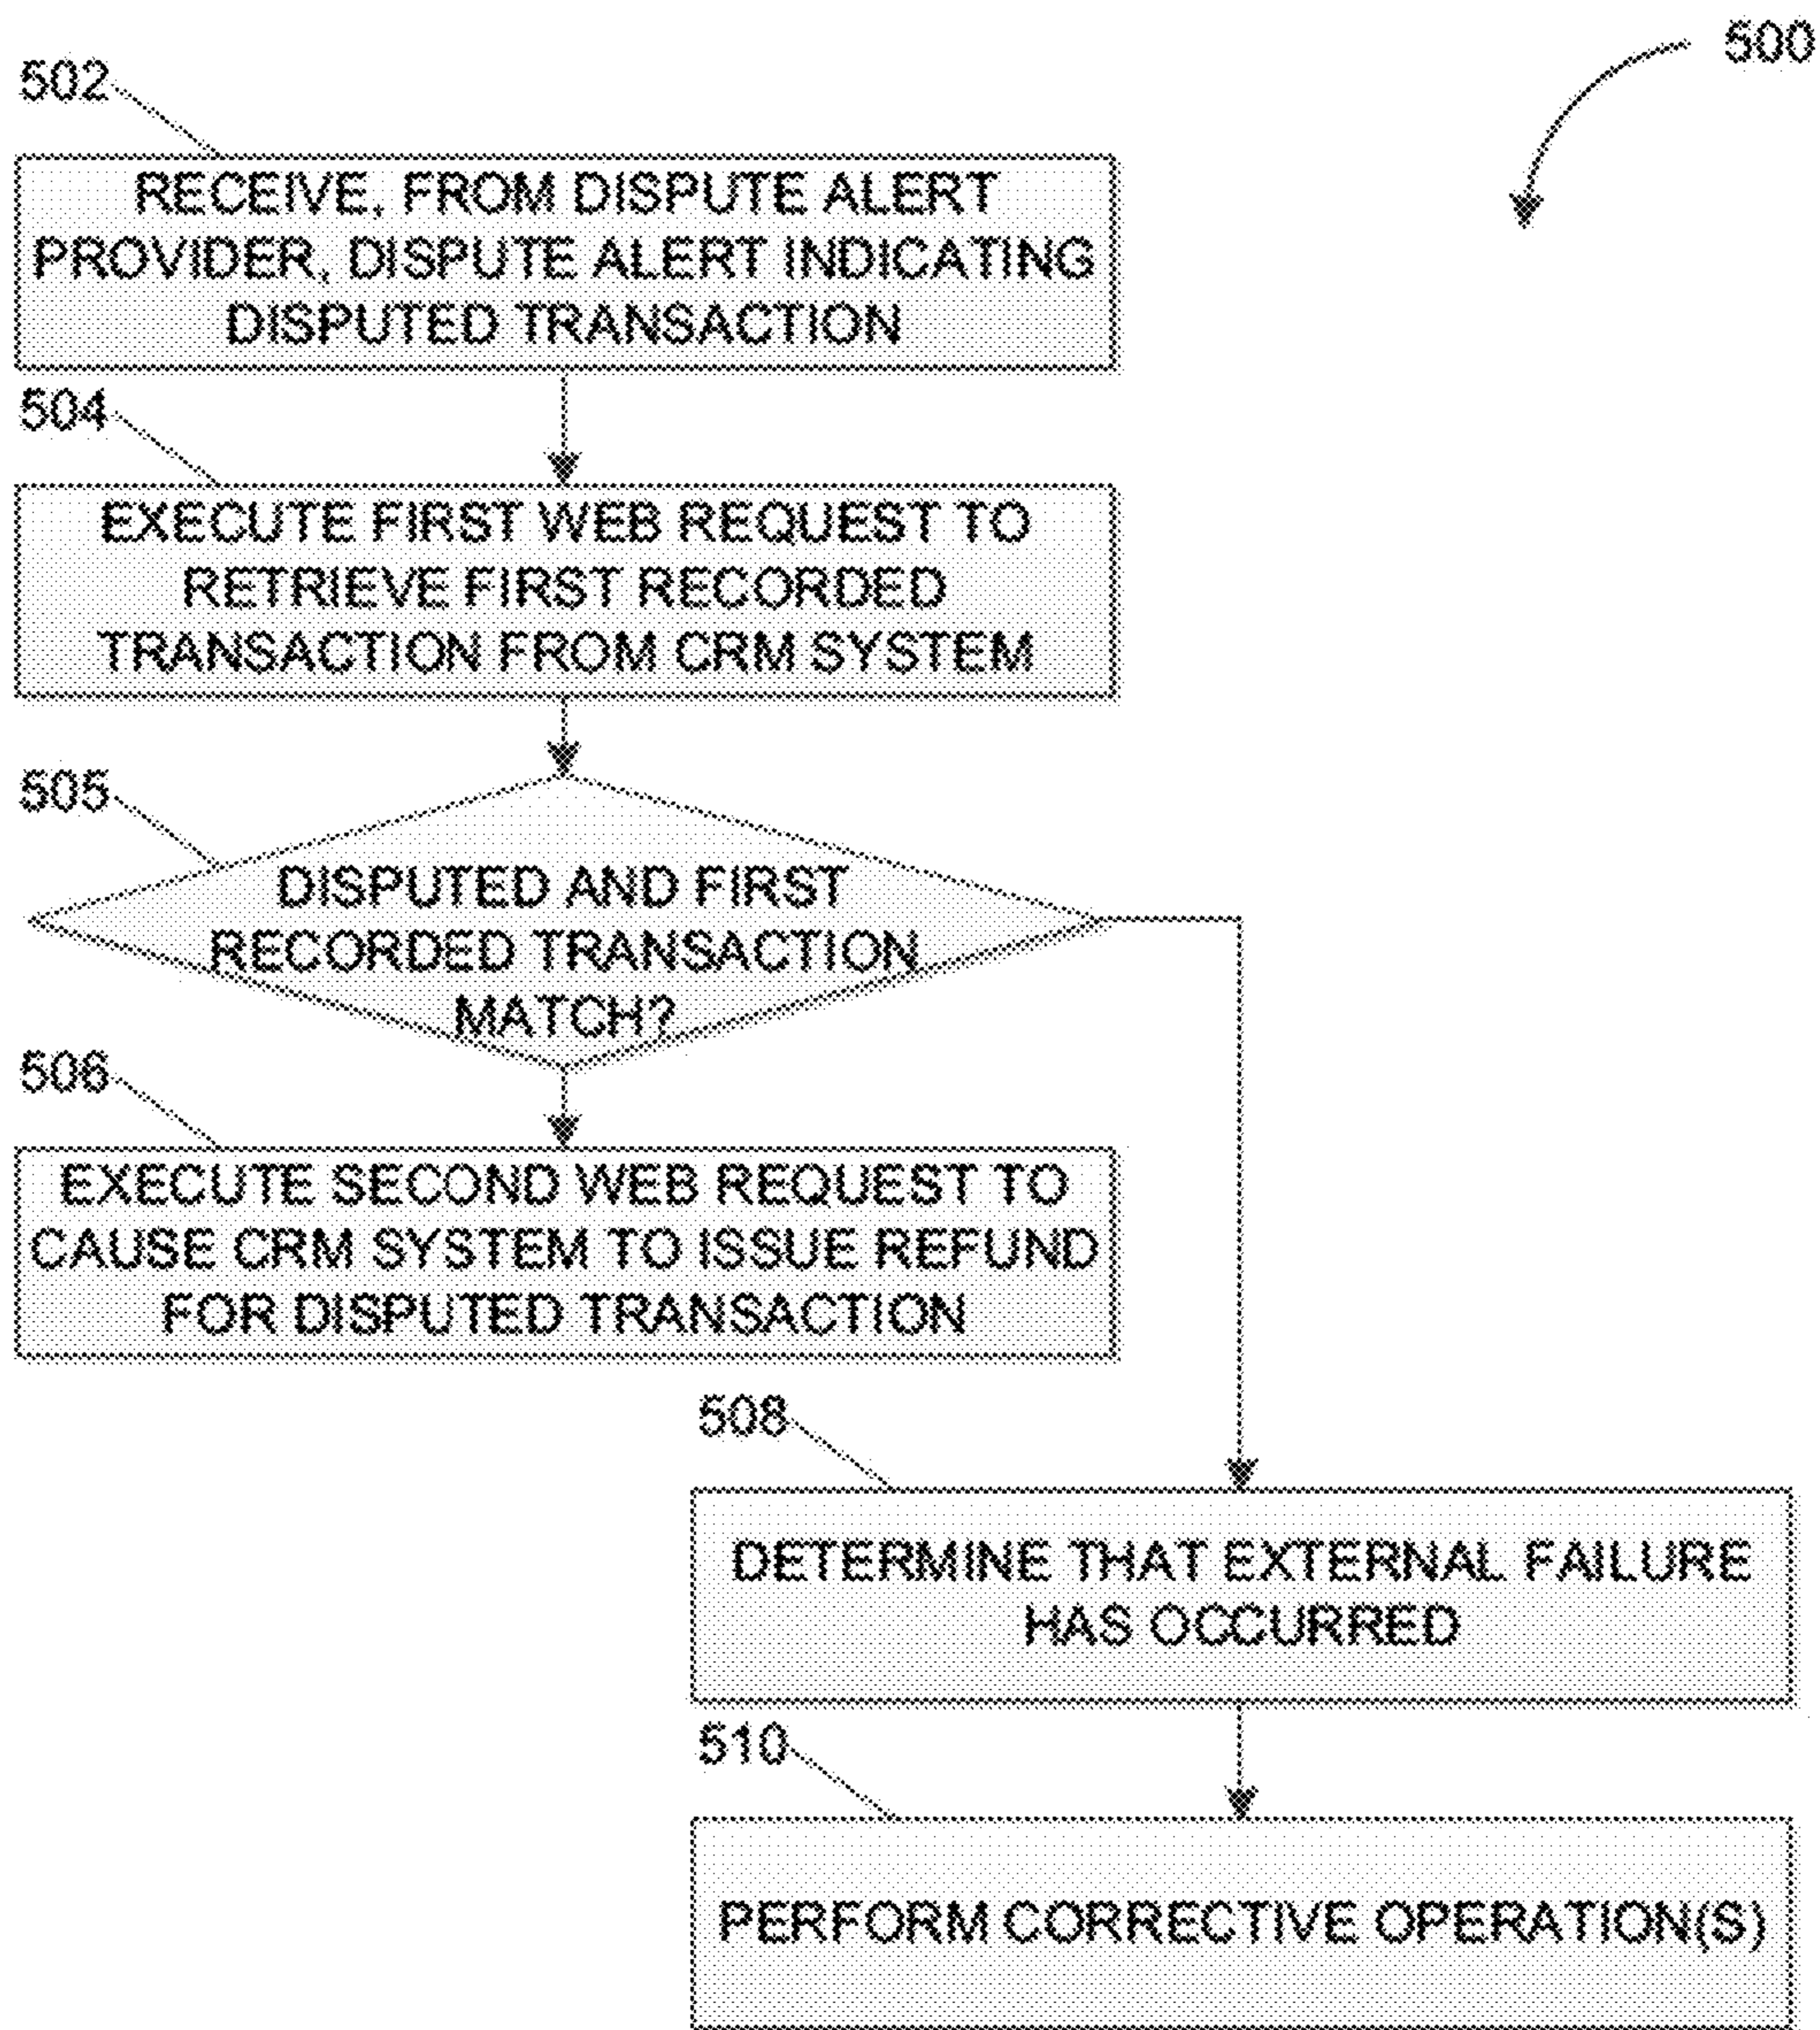 500
502
RECEIVE, FROM DISPUTE ALERT
PROVIDER, DISPUTE ALERT INDICATING
DISPUTED TRANSACTION
504
EXECUTE FIRST WEB REQUEST TO
RETRIEVE FIRST RECORDED
TRANSACTION FROM CRM SYSTEM
505
DISPUTED AND FIRST
RECORDED TRANSACTION
MATCH?
506
EXECUTE SECOND WEB REQUEST TO
CAUSE CRM SYSTEM TO ISSUE REFUND
FOR DISPUTED TRANSACTION
508
DETERMINE THAT EXTERNAL FAILURE
HAS OCCURRED
510
PERFORM CORRECTIVE OPERATION(S)